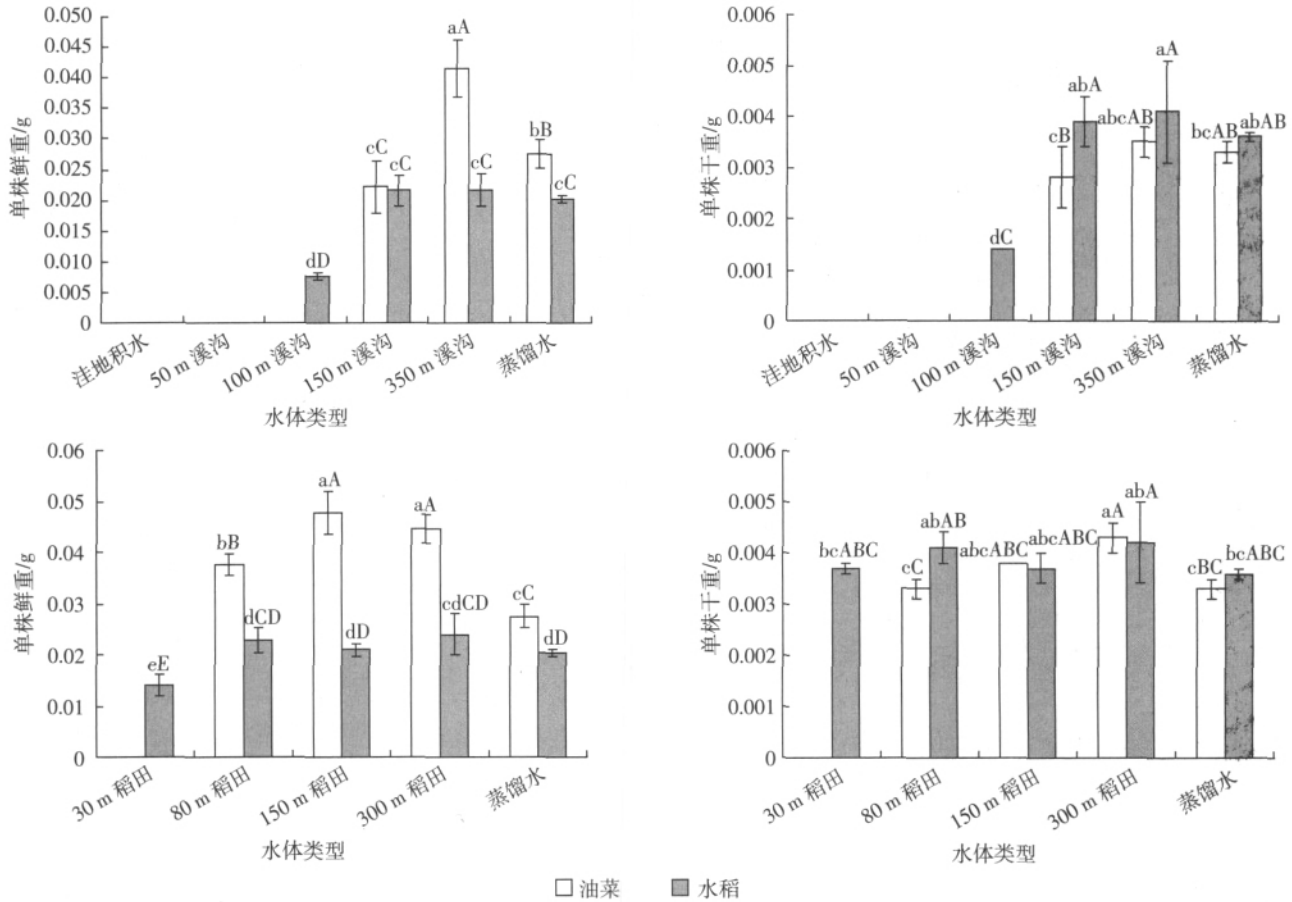 0.050
0.045
0.040
0.035
0.030
0.025
0.020
0.015
0.010
0.005
0
单株鲜重/g
dD
cC
cC
aA
cC
bB
cC
洼地积水
50 m 溪沟
100 m 溪沟
150 m 溪沟
350 m 溪沟
蒸馏水
水体类型
0.006
0.005
0.004
0.003
0.002
0.001
0
单株干重/g
dC
cB
abA
abcAB
aA
bcAB
abAB
洼地积水
50 m 溪沟
100 m 溪沟
150 m 溪沟
350 m 溪沟
蒸馏水
水体类型
0.06
0.05
0.04
0.03
0.02
0.01
0
单株鲜重/g
eE
bB
dCD
aA
dD
aA
cdCD
cC
dD
30 m 稻田
80 m 稻田
150 m 稻田
300 m 稻田
蒸馏水
水体类型
0.006
0.005
0.004
0.003
0.002
0.001
0
单株干重/g
bcABC
cC
abAB
abcABC
abcABC
aA
abA
cBC
bcABC
30 m 稻田
80 m 稻田
150 m 稻田
300 m 稻田
蒸馏水
水体类型
油菜
水稻